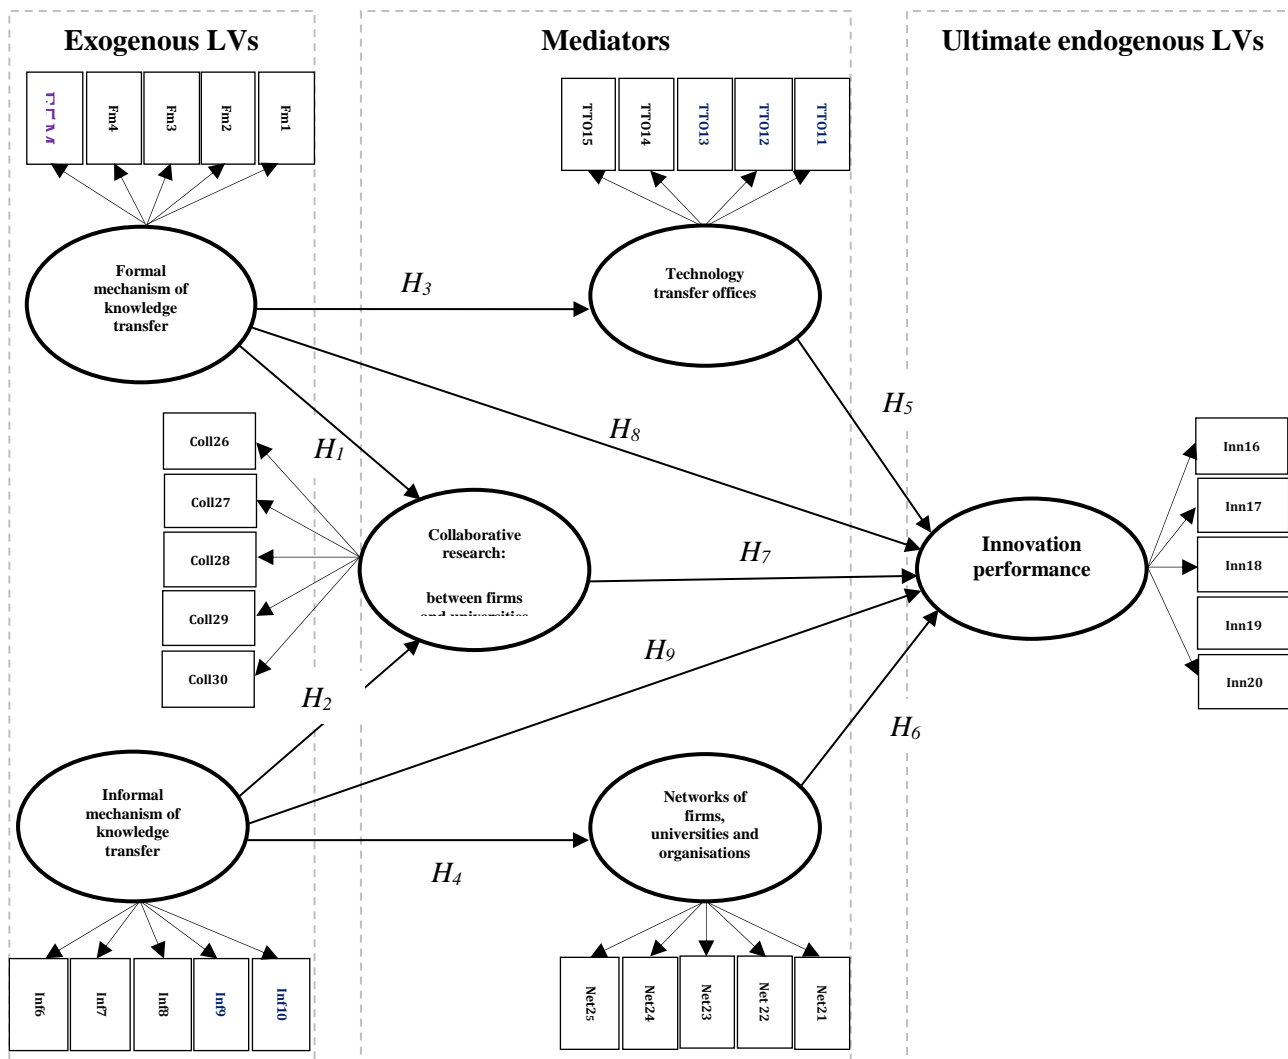 Exogenous LVs
Mediators
Ultimate endogenous LVs
Fm4
Fm3
Fm2
Fm1
TTO15
TTO14
TTO13
TTO12
TTO11
Formal
mechanism of
knowledge
transfer
H3
Technology
transfer offices
H5
H8
H1
Coll26
Coll27
Coll28
Coll29
Coll30
Collaborative
research:
between firms
and universities
H7
Innovation
performance
Inn16
Inn17
Inn18
Inn19
Inn20
H9
H2
H6
Informal
mechanism of
knowledge
transfer
H4
Networks of
firms,
universities and
organisations
Inf6
Inf7
Inf8
Inf9
Inf10
Net25
Net24
Net23
Net 22
Net21